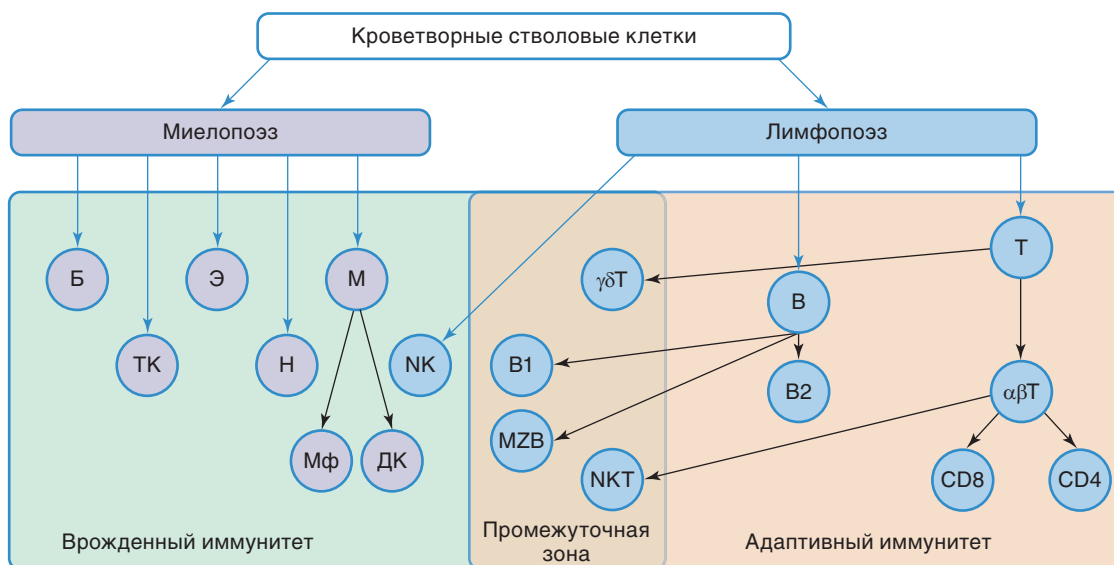 Кроветворные стволовые клетки
Миелопоэз
Лимфопоэз
Б
Э
М
γδT
В
Т
ТК
Н
NK
B1
B2
αβT
Мф
ДК
MZB
NKT
CD8
CD4
Врожденный иммунитет
Промежуточная
зона
Адаптивный иммунитет